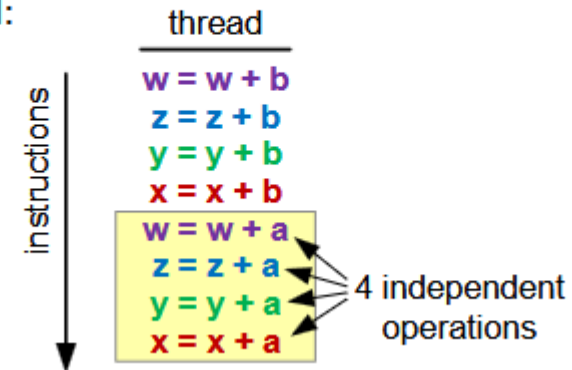 thread
instructions
w = w + b
z = z + b
y = y + b
x = x + b
w = w + a
z = z + a
y = y + a
x = x + a
4 independent
operations